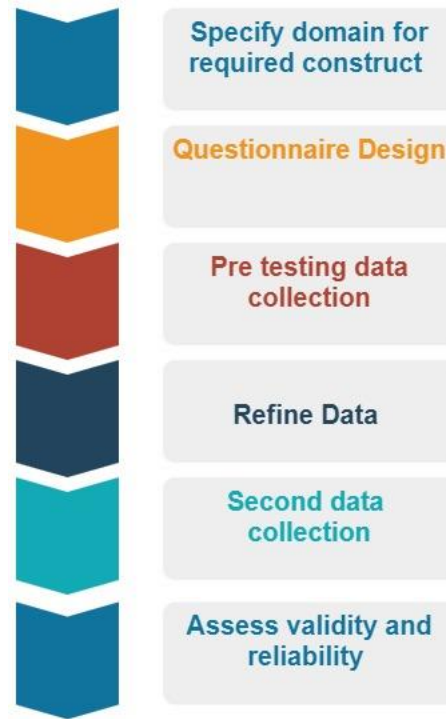 Specify domain for
required construct
Questionnaire Design
Pre testing data
collection
Refine Data
Second data
collection
Assess validity and
reliability